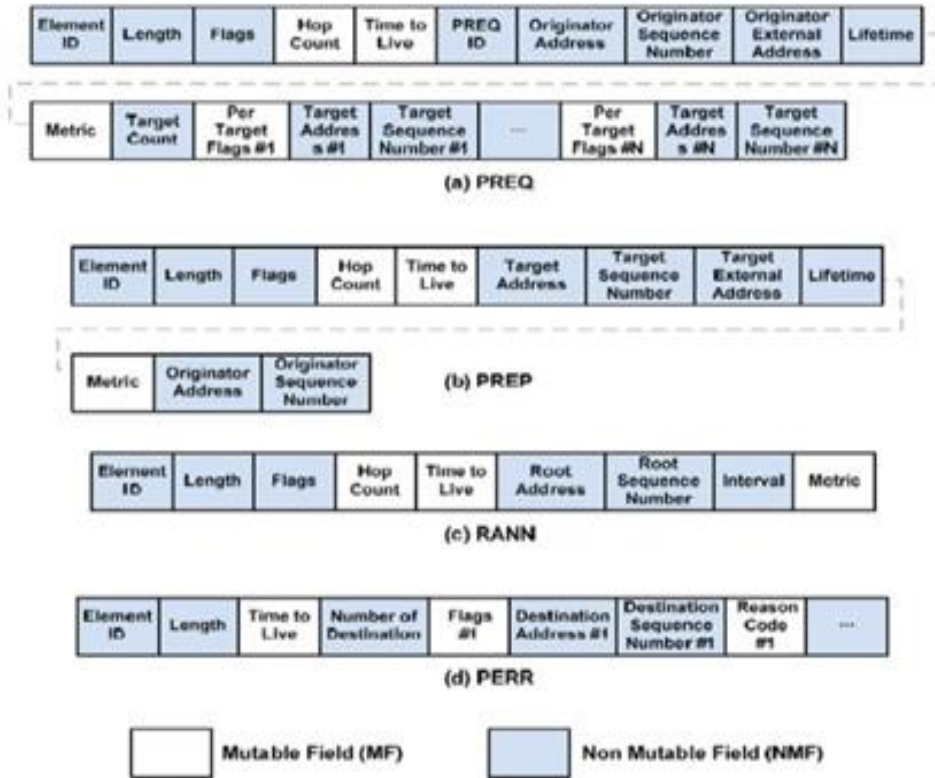 Element ID Length Flags Hop Count Time to Live PREQ ID Originator Address Originator Sequence Number Originator External Address Lifetime
Metric Target Count Per Target Flags #1 Target Addres s #1 Target Sequence Number #1 ... Per Target Flags #N Target Addres s #N Target Sequence Number #N
(a) PREQ
Element ID Length Flags Hop Count Time to Live Target Address Target Sequence Number Target External Address Lifetime
Metric Originator Address Originator Sequence Number
(b) PREP
Element ID Length Flags Hop Count Time to Live Root Address Root Sequence Number Interval Metric
(c) RANN
Element ID Length Time to Live Number of Destination Flags #1 Destination Address #1 Destination Sequence Number #1 Reason Code #1 ...
(d) PERR
Mutable Field (MF) Non Mutable Field (NMF)